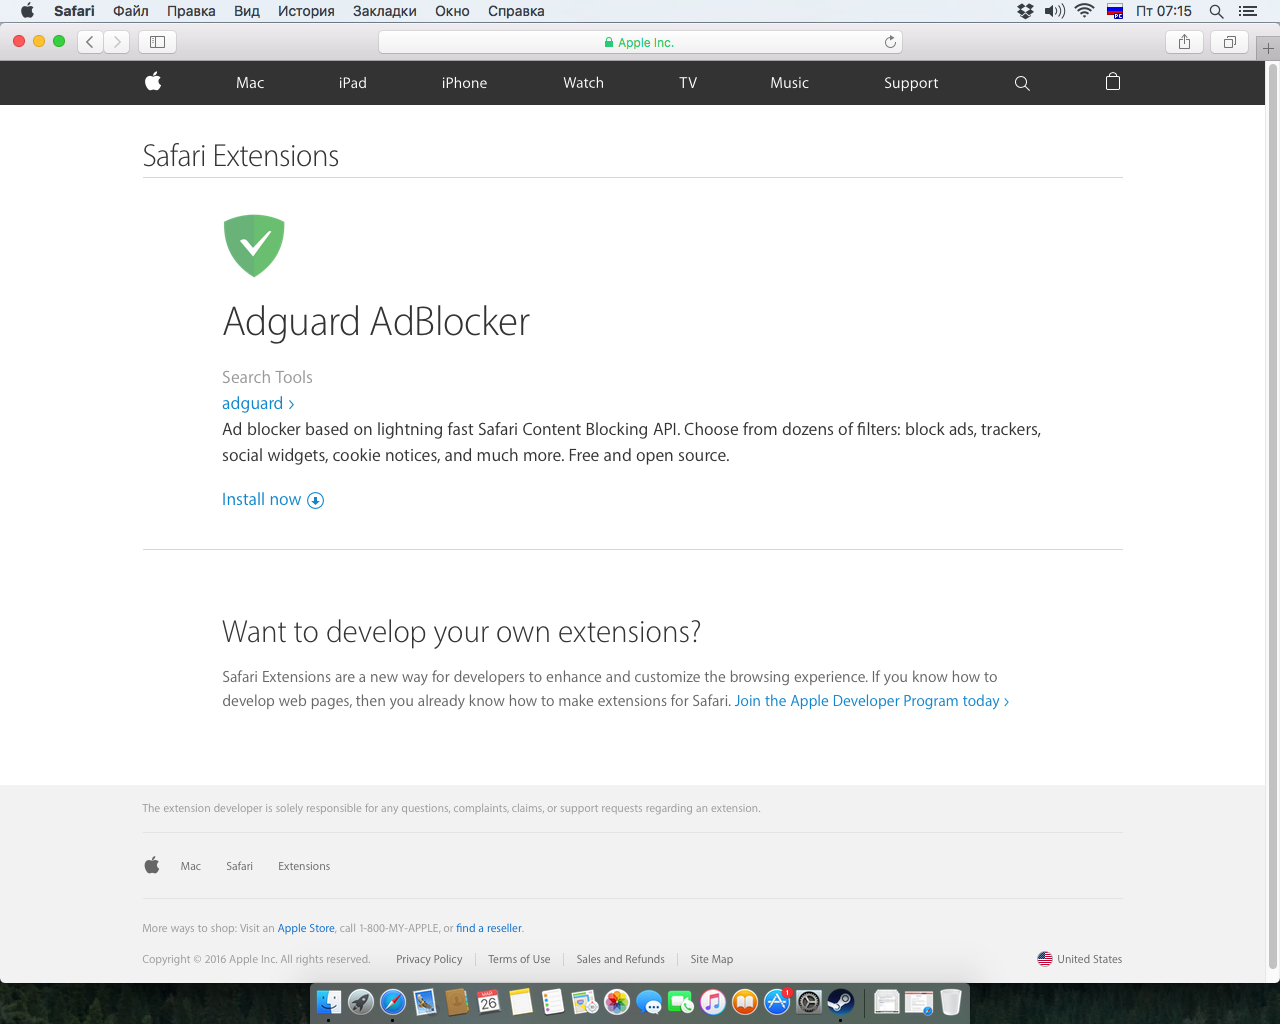 Safari Файл Правка Вид История Закладки Окно Справка Пт 07:15
Apple Inc.
Mac iPad iPhone Watch TV Music Support
Safari Extensions
Adguard AdBlocker
Search Tools
adguard ›
Ad blocker based on lightning fast Safari Content Blocking API. Choose from dozens of filters: block ads, trackers,
social widgets, cookie notices, and much more. Free and open source.
Install now
Want to develop your own extensions?
Safari Extensions are a new way for developers to enhance and customize the browsing experience. If you know how to
develop web pages, then you already know how to make extensions for Safari. Join the Apple Developer Program today ›
The extension developer is solely responsible for any questions, complaints, claims, or support requests regarding an extension.
Mac Safari Extensions
More ways to shop: Visit an Apple Store, call 1-800-MY-APPLE, or find a reseller.
Copyright © 2016 Apple Inc. All rights reserved. Privacy Policy Terms of Use Sales and Refunds Site Map United States
26 1